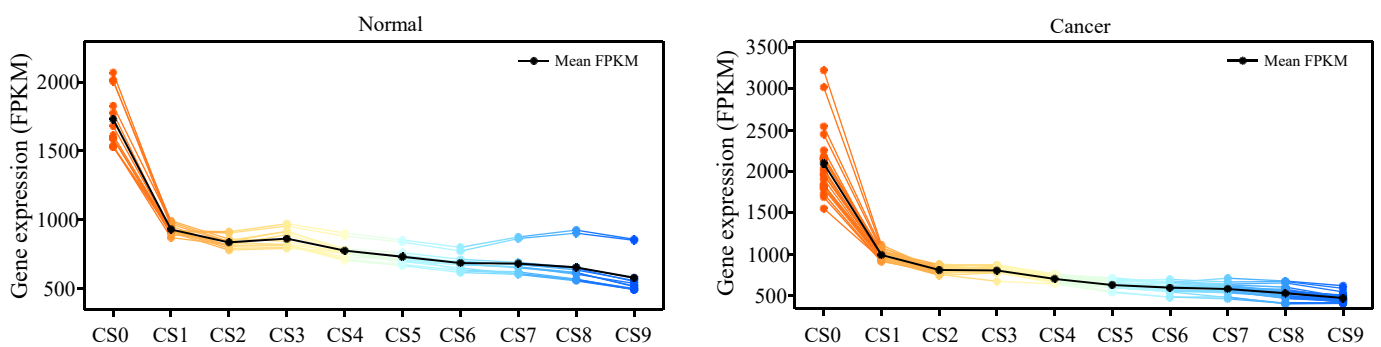 Normal
Gene expression (FPKM)
2000
1500
1000
500
Mean FPKM
CS0 CS1 CS2 CS3 CS4 CS5 CS6 CS7 CS8 CS9
Cancer
Gene expression (FPKM)
3500
3000
2500
2000
1500
1000
500
Mean FPKM
CS0 CS1 CS2 CS3 CS4 CS5 CS6 CS7 CS8 CS9